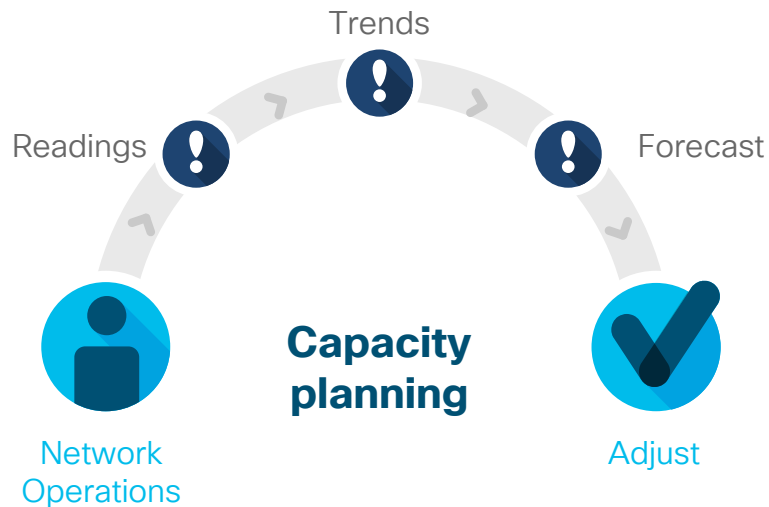 Trends
Readings
Forecast
Capacity
planning
Network
Operations
Adjust